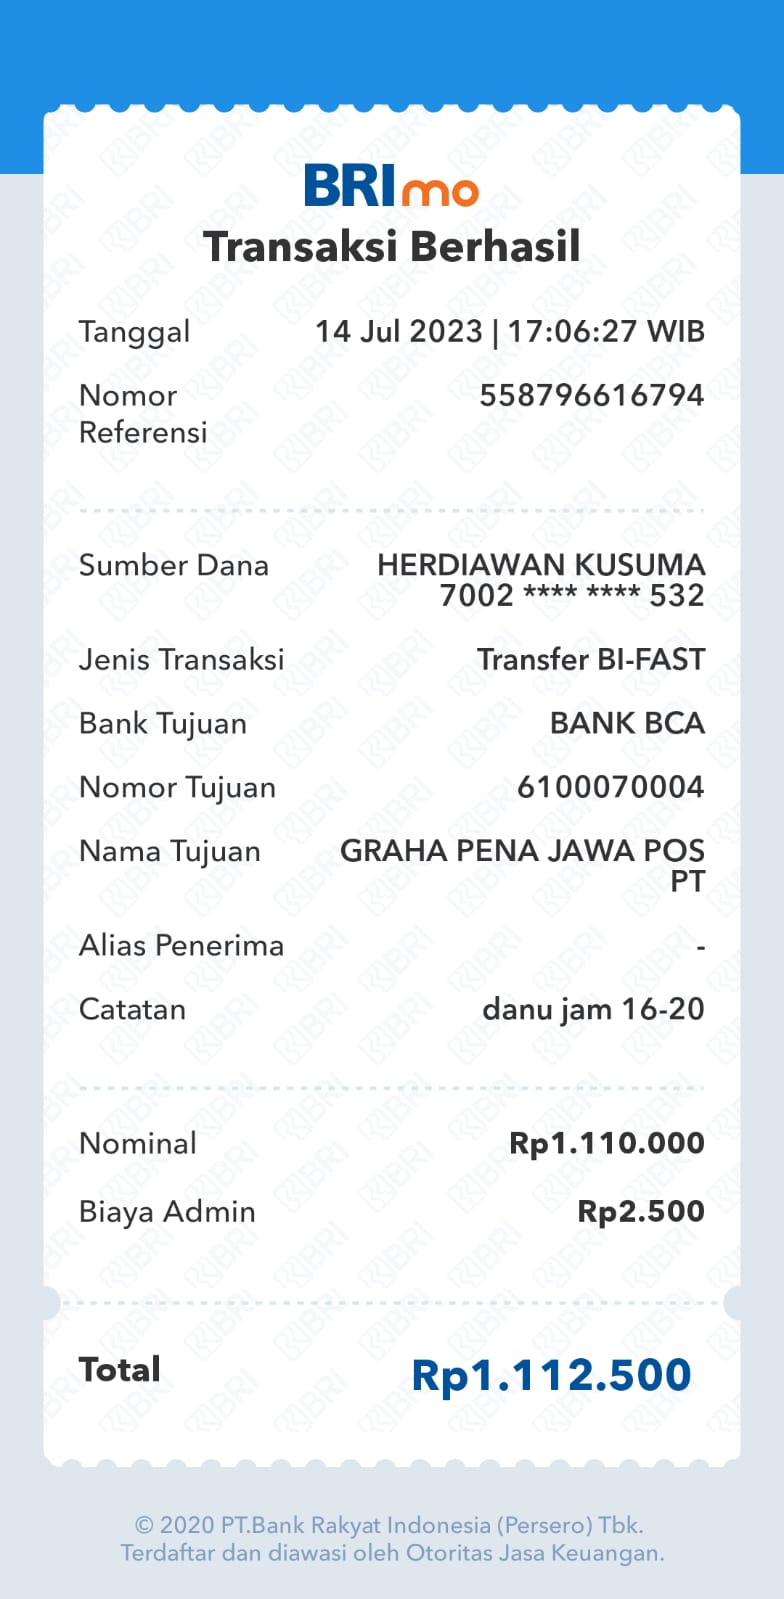 BRImo
Transaksi Berhasil
Tanggal 14 Jul 2023 | 17:06:27 WIB
Nomor Referensi 558796616794
Sumber Dana HERDIAWAN KUSUMA
7002 **** **** 532
Jenis Transaksi Transfer BI-FAST
Bank Tujuan BANK BCA
Nomor Tujuan 6100070004
Nama Tujuan GRAHA PENA JAWA POS
PT
Alias Penerima -
Catatan danu jam 16-20
Nominal Rp1.110.000
Biaya Admin Rp2.500
Total Rp1.112.500
© 2020 PT.Bank Rakyat Indonesia (Persero) Tbk.
Terdaftar dan diawasi oleh Otoritas Jasa Keuangan.